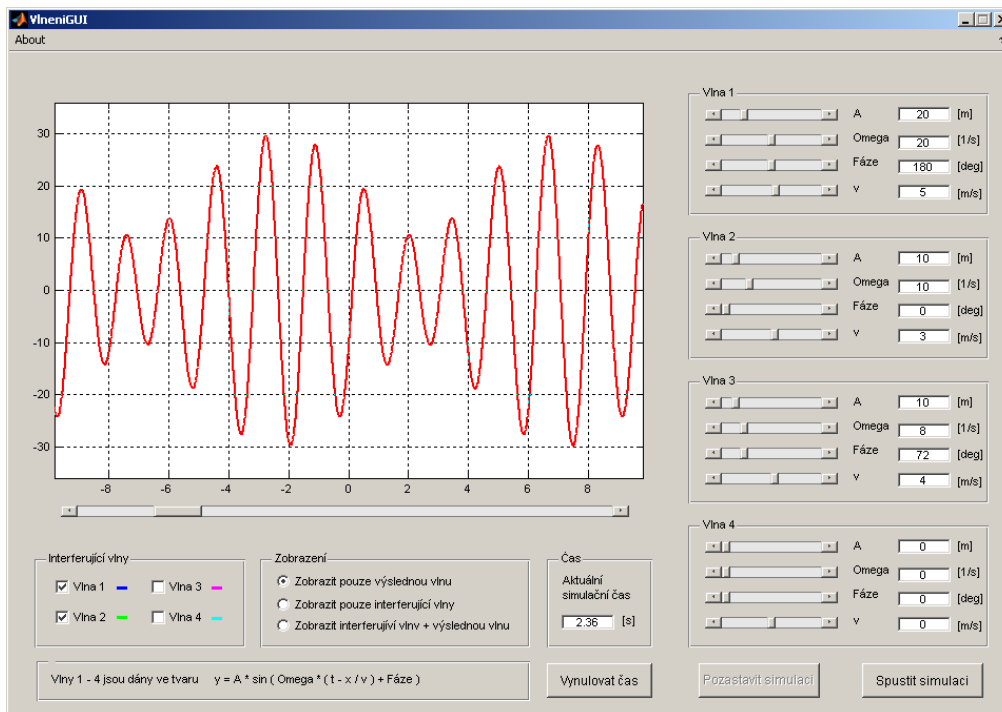 VlneniGUI
About
30
20
10
0
-10
-20
-30
-8 -6 -4 -2 0 2 4 6 8
Vlna 1
A 20 [m]
Omega 20 [1/s]
Fáze 180 [deg]
v 5 [m/s]
Vlna 2
A 10 [m]
Omega 10 [1/s]
Fáze 0 [deg]
v 3 [m/s]
Vlna 3
A 10 [m]
Omega 8 [1/s]
Fáze 72 [deg]
v 4 [m/s]
Vlna 4
A 0 [m]
Omega 0 [1/s]
Fáze 0 [deg]
v 0 [m/s]
Interferující vlny
Vlna 1 Vlna 3
Vlna 2 Vlna 4
Zobrazení
Zobrazit pouze výslednou vlnu
Zobrazit pouze interferující vlny
Zobrazit interferujíví vlnv + výslednou vlnu
Čas
Aktuální
simulační čas
2.36 [s]
Vlny 1 - 4 jsou dány ve tvaru y = A * sin ( Omega * ( t - x / v ) + Fáze )
Vynulovat čas
Pozastavit simulaci
Spustit simulaci